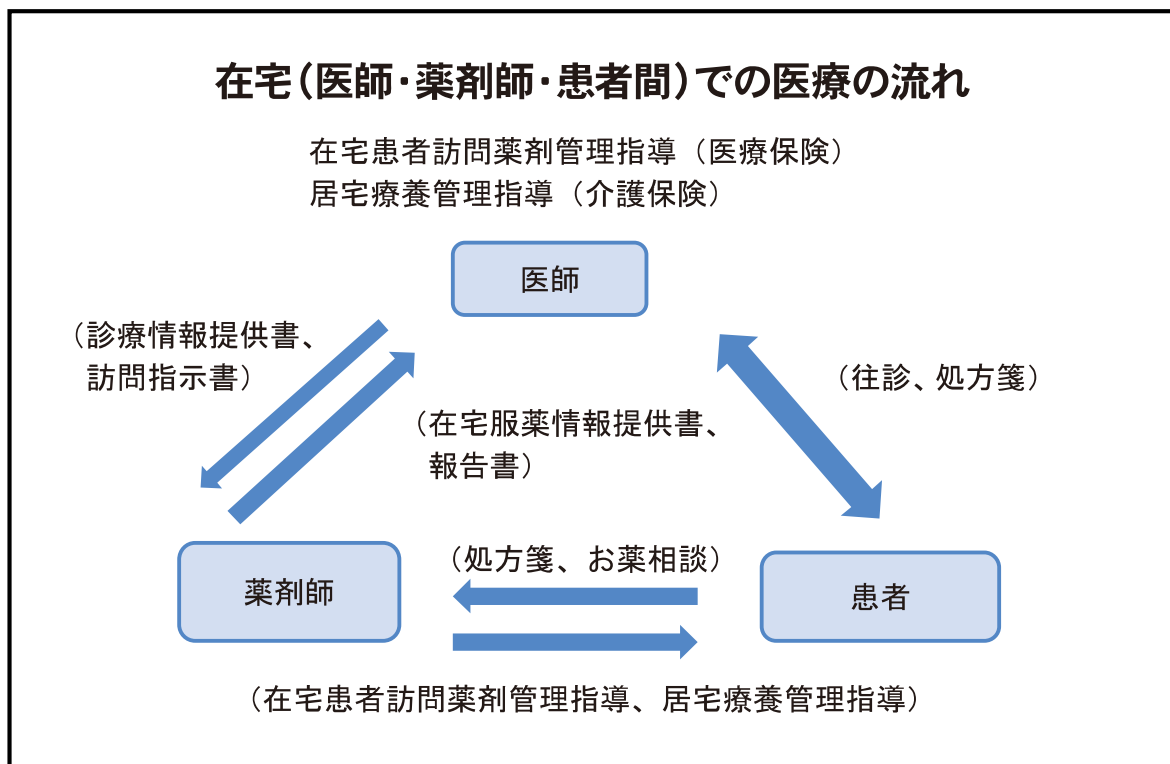 在宅(医師・薬剤師・患者間)での医療の流れ
在宅患者訪問薬剤管理指導(医療保険)
居宅療養管理指導(介護保険)
医師
(診療情報提供書、
訪問指示書)
(往診、処方箋)
(在宅服薬情報提供書、
報告書)
(処方箋、お薬相談)
薬剤師
患者
(在宅患者訪問薬剤管理指導、居宅療養管理指導)